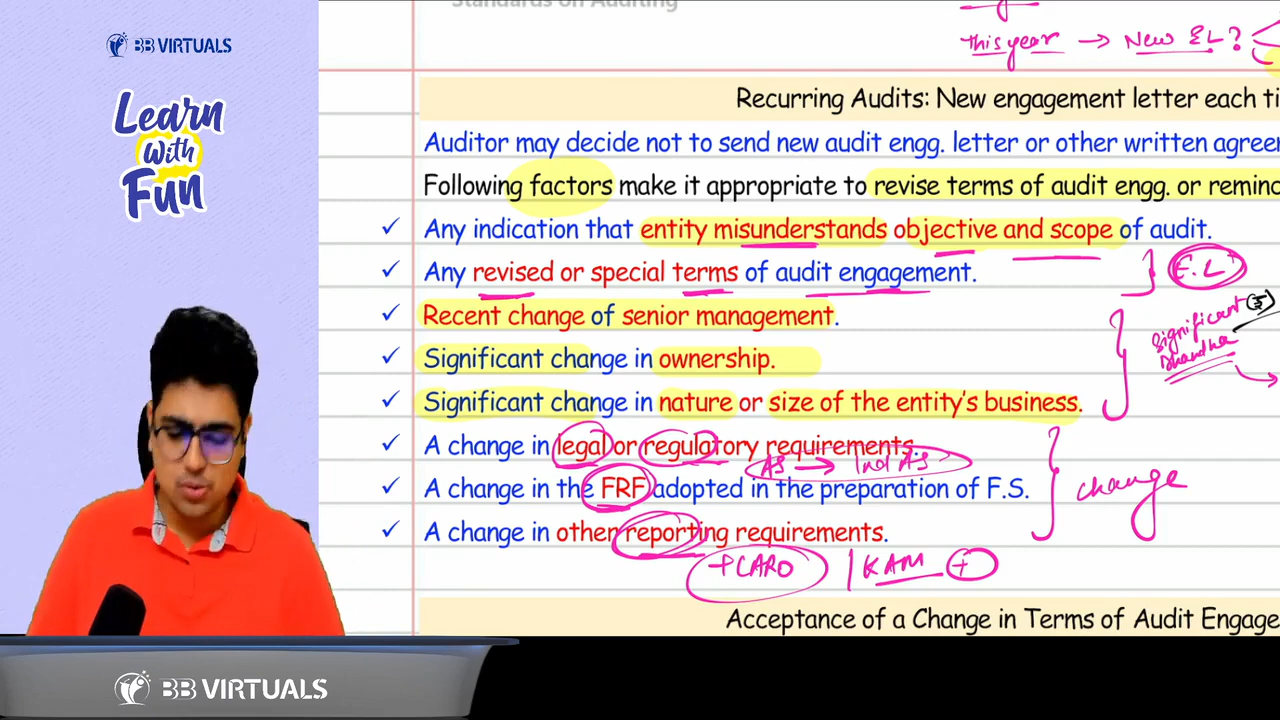 Standards on Auditing
This year → New EL?
BB VIRTUALS
Learn
With
Fun
Recurring Audits: New engagement letter each ti
Auditor may decide not to send new audit engg. letter or other written agree
Following factors make it appropriate to revise terms of audit engg. or remin
✓ Any indication that entity misunderstands objective and scope of audit.
✓ Any revised or special terms of audit engagement.
E.L
✓ Recent change of senior management.
Significant
Dhandha
✓ Significant change in ownership.
✓ Significant change in nature or size of the entity's business.
✓ A change in legal or regulatory requirements.
AS → Ind AS
✓ A change in the FRF adopted in the preparation of F.S.
change
✓ A change in other reporting requirements.
+CARO | KAM +
Acceptance of a Change in Terms of Audit Engage
BB VIRTUALS